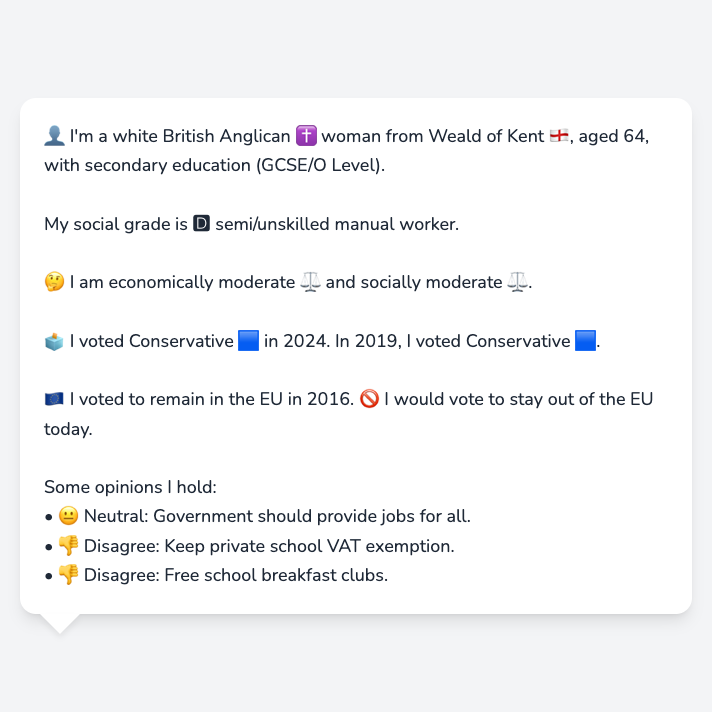 👤 I'm a white British Anglican ✝️ woman from Weald of Kent 🏴󠁧󠁢󠁥󠁮󠁧󠁿, aged 64,
with secondary education (GCSE/O Level).
My social grade is 🅳 semi/unskilled manual worker.
🤔 I am economically moderate ⚖️ and socially moderate ⚖️.
🗳️ I voted Conservative 🟦 in 2024. In 2019, I voted Conservative 🟦.
🇪🇺 I voted to remain in the EU in 2016. 🚫 I would vote to stay out of the EU
today.
Some opinions I hold:
• 😐 Neutral: Government should provide jobs for all.
• 👎 Disagree: Keep private school VAT exemption.
• 👎 Disagree: Free school breakfast clubs.